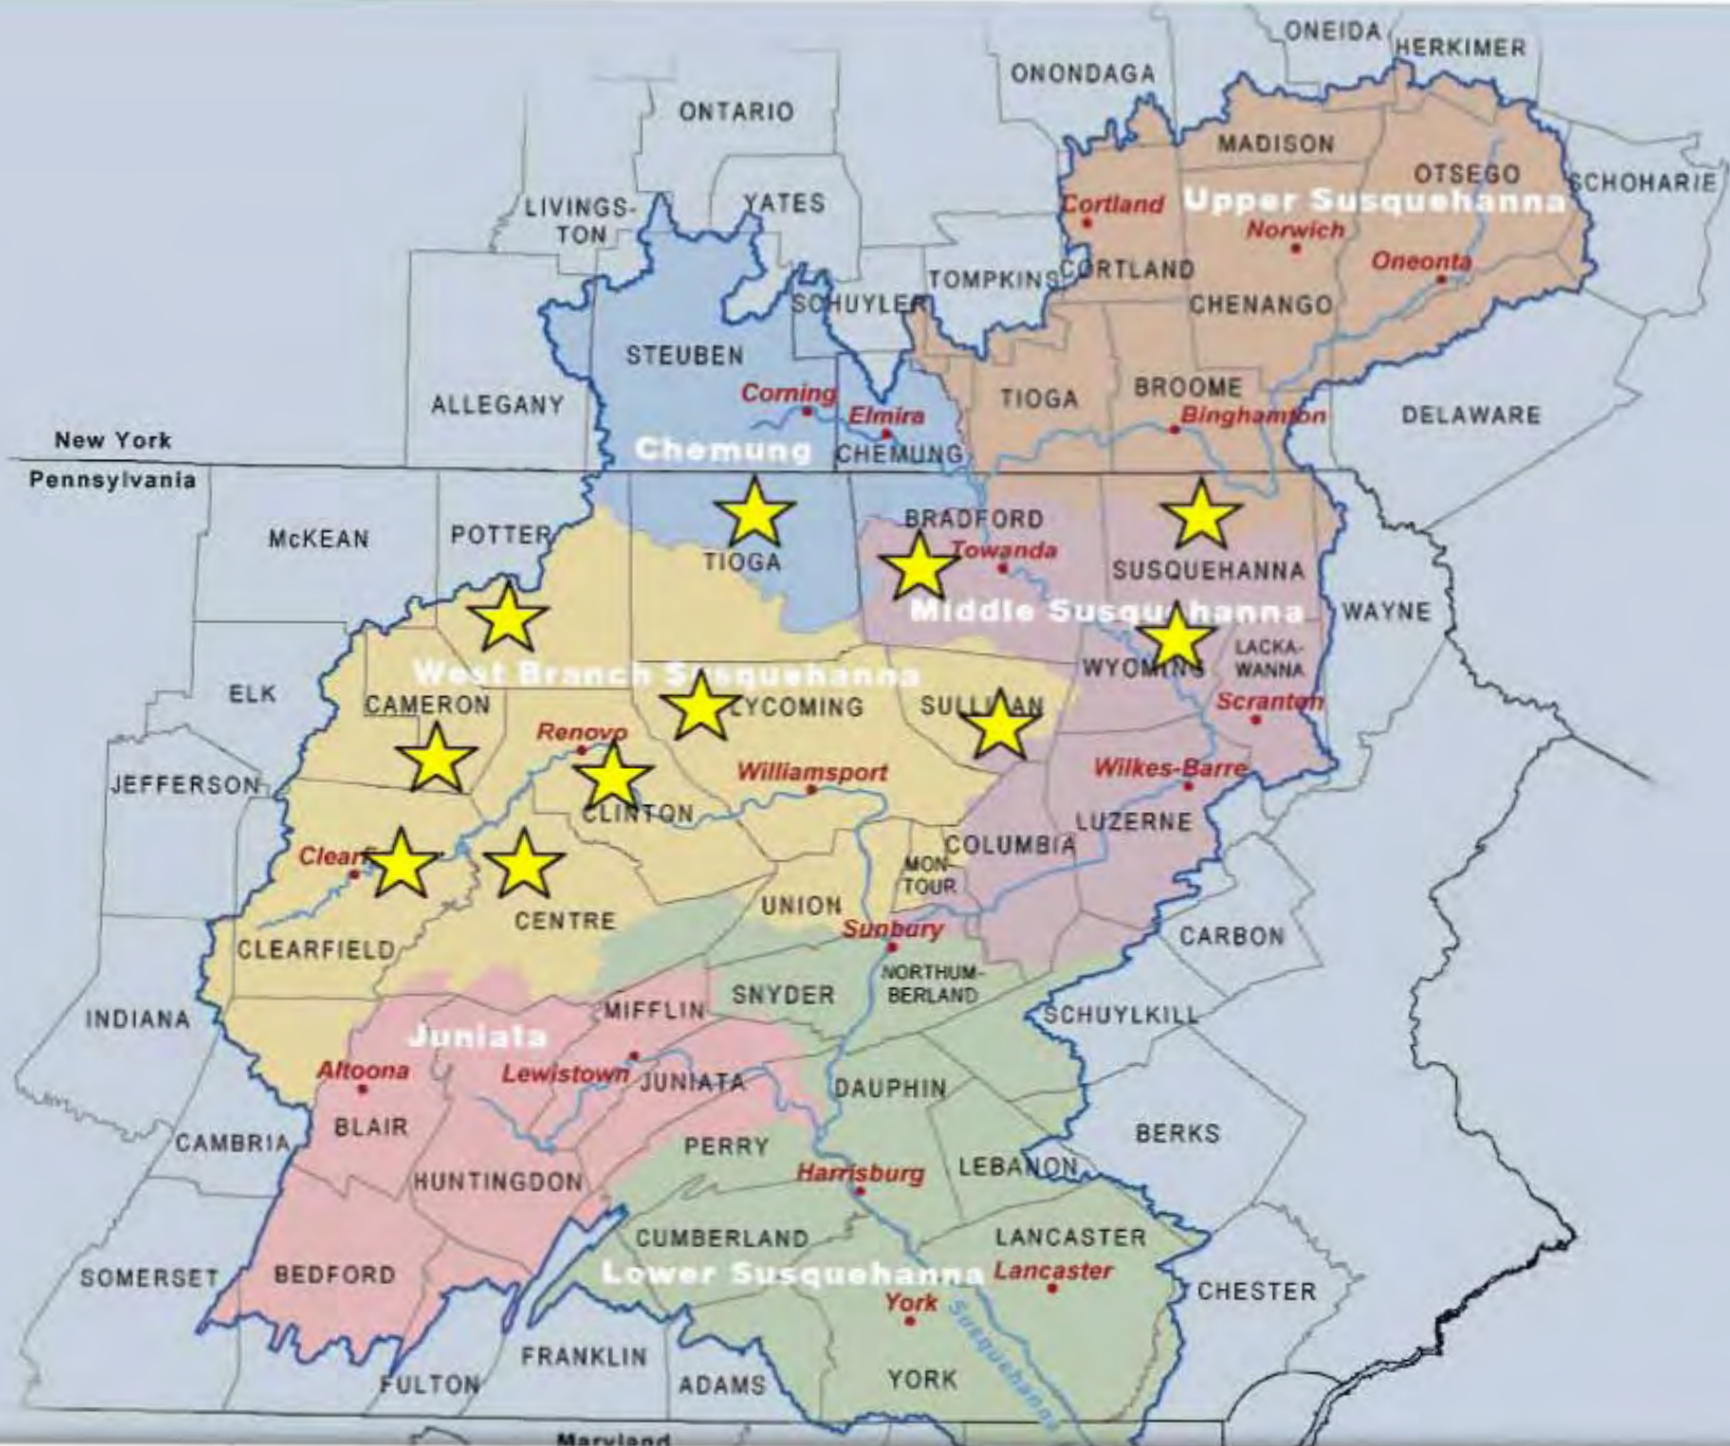 ONEIDA
HERKIMER
ONONDAGA
ONTARIO
MADISON
OTSEGO
SCHOHARIE
LIVINGS-
TON
YATES
Cortland
Upper Susquehanna
Norwich
Oneonta
TOMPKINS
CORTLAND
SCHUYLER
CHENANGO
STEUBEN
ALLEGANY
Corning
Elmira
TIOGA
BROOME
Binghamton
DELAWARE
New York
Chemung
CHEMUNG
Pennsylvania
McKEAN
POTTER
TIOGA
BRADFORD
Towanda
SUSQUEHANNA
Middle Susquehanna
WAYNE
WYOMING
LACKA-
WANNA
West Branch Susquehanna
ELK
CAMERON
LYCOMING
SULLIVAN
Scranton
Renovo
JEFFERSON
Williamsport
Wilkes-Barre
CLINTON
LUZERNE
COLUMBIA
MON-
TOUR
CENTRE
UNION
Sunbury
CLEARFIELD
CARBON
NORTHUM-
BERLAND
SNYDER
INDIANA
MIFFLIN
SCHUYLKILL
Juniata
Altoona
Lewistown
JUNIATA
DAUPHIN
BLAIR
CAMBRIA
PERRY
BERKS
LEBANON
Harrisburg
HUNTINGDON
CUMBERLAND
LANCASTER
SOMERSET
BEDFORD
Lower Susquehanna
Lancaster
CHESTER
York
Susquehanna
FRANKLIN
FULTON
ADAMS
YORK
Maryland